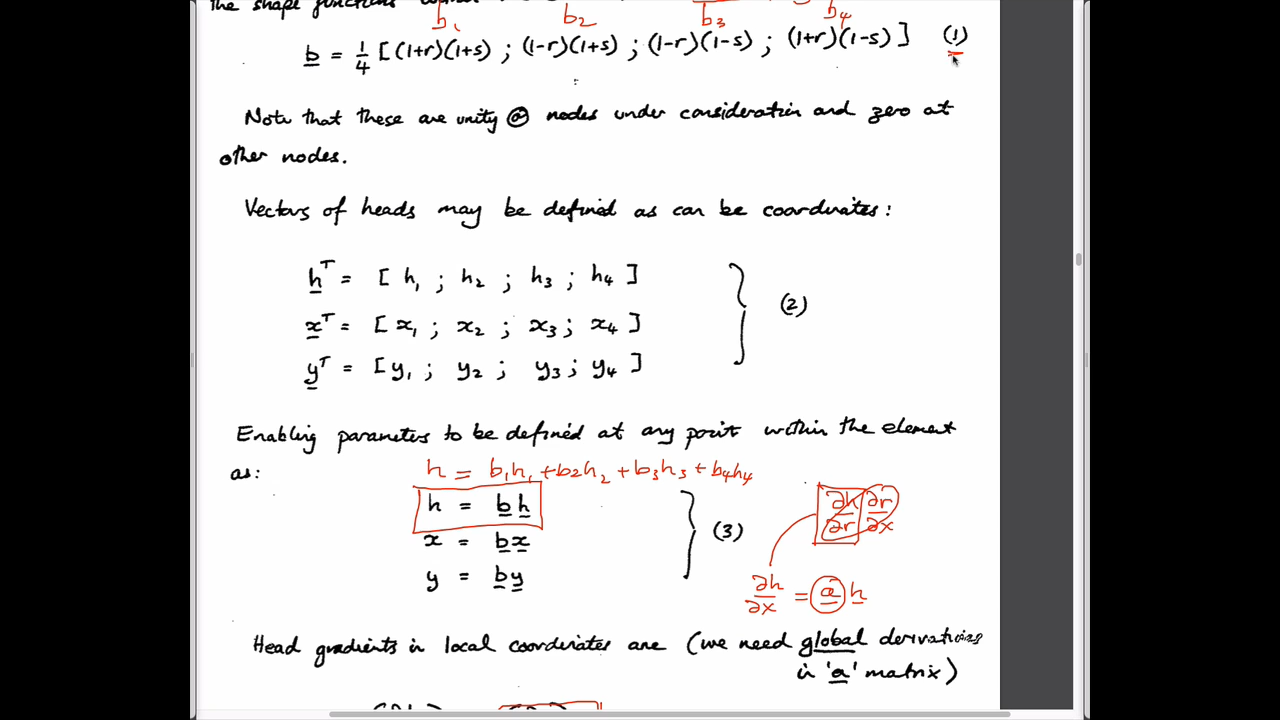 the shape functions
b1 b2 b3 b4
b = 1/4 [(1+r)(1+s) ; (1-r)(1+s) ; (1-r)(1-s) ; (1+r)(1-s)] (1)
Note that these are unity @ nodes under consideration and zero at
other nodes.
Vectors of heads may be defined as can be coordinates:
h^T = [ h1 ; h2 ; h3 ; h4 ]
x^T = [ x1 ; x2 ; x3 ; x4 ] (2)
y^T = [ y1 ; y2 ; y3 ; y4 ]
Enabling parameters to be defined at any point within the element
as: h = b1h1 + b2h2 + b3h3 + b4h4
h = b h ∂h/∂r ∂r/∂x
x = b x (3)
y = b y ∂h/∂x = a h
Head gradients in local coordinates are (we need global derivatives
in 'a' matrix)